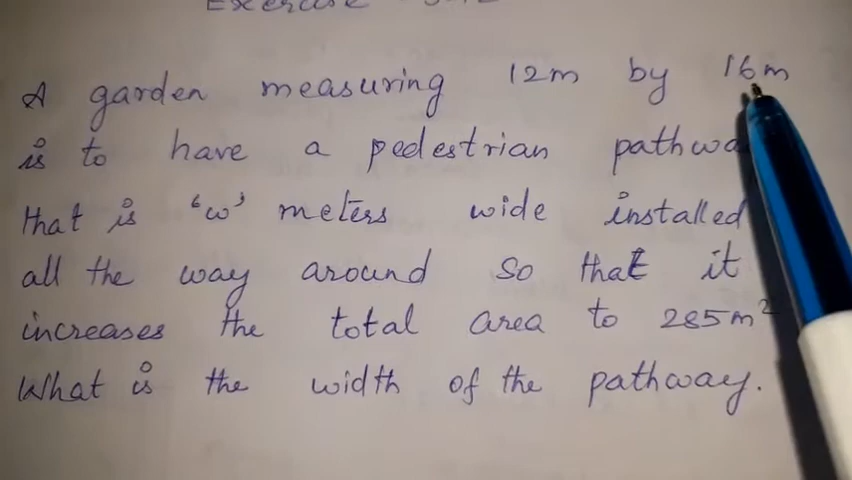 A garden measuring 12m by 16m
is to have a pedestrian
that is 'w' meters wide installed
all the way around so that it
increases the total area to 285m²
What is the width of the pathway.